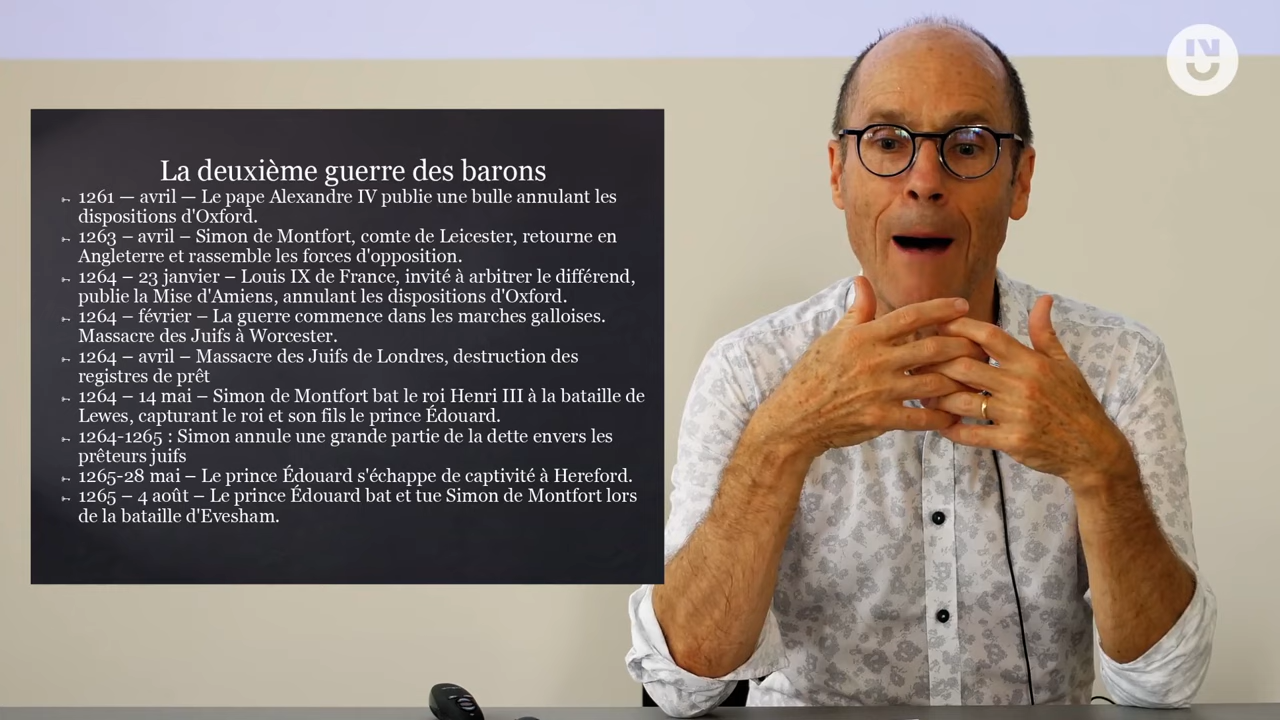 La deuxième guerre des barons
1261 — avril — Le pape Alexandre IV publie une bulle annulant les
dispositions d'Oxford.
1263 – avril – Simon de Montfort, comte de Leicester, retourne en
Angleterre et rassemble les forces d'opposition.
1264 – 23 janvier – Louis IX de France, invité à arbitrer le différend,
publie la Mise d'Amiens, annulant les dispositions d'Oxford.
1264 – février – La guerre commence dans les marches galloises.
Massacre des Juifs à Worcester.
1264 – avril – Massacre des Juifs de Londres, destruction des
registres de prêt
1264 – 14 mai – Simon de Montfort bat le roi Henri III à la bataille de
Lewes, capturant le roi et son fils le prince Édouard.
1264-1265 : Simon annule une grande partie de la dette envers les
prêteurs juifs
1265-28 mai – Le prince Édouard s'échappe de captivité à Hereford.
1265 – 4 août – Le prince Édouard bat et tue Simon de Montfort lors
de la bataille d'Evesham.